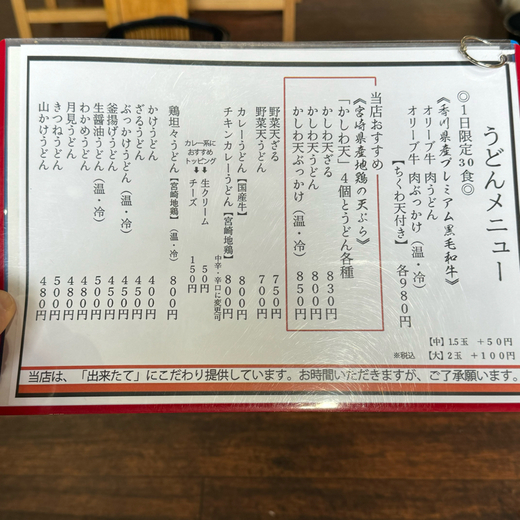 うどんメニュー
◎1日限定30食◎
《香川県産プレミアム黒毛和牛》
オリーブ牛 肉うどん
オリーブ牛 肉ぶっかけ（温・冷）
【ちくわ天付き】 各980円
【中】1.5玉 +50円
【大】2玉 +100円
※税込
当店おすすめ
《宮崎県産地鶏の天ぷら》
「かしわ天」4個とうどん各種
かしわ天ざる 830円
かしわ天うどん 800円
かしわ天ぶっかけ（温・冷） 850円
野菜天ざる 750円
野菜天うどん 700円
カレーうどん【国産牛】 800円
チキンカレーうどん【宮崎地鶏】 800円
中辛・辛口に変更可
カレー系に
おすすめ
トッピング
生クリーム 50円
チーズ 150円
鶏坦々うどん【宮崎地鶏】（温・冷） 800円
かけうどん 400円
ざるうどん 450円
ぶっかけうどん（温・冷）
釜揚げうどん 450円
生醤油うどん（温・冷）
わかめうどん
月見うどん
きつねうどん
山かけうどん 480円
当店は、「出来たて」にこだわり提供しています。お時間いただきますが、ご了承願います。